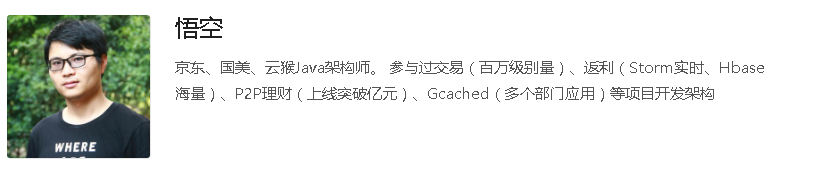 悟空
京东、国美、云猴Java架构师。 参与过交易（百万级别量）、返利（Storm实时、Hbase
海量）、P2P理财（上线突破亿元）、Gcached（多个部门应用）等项目开发架构
WHERE